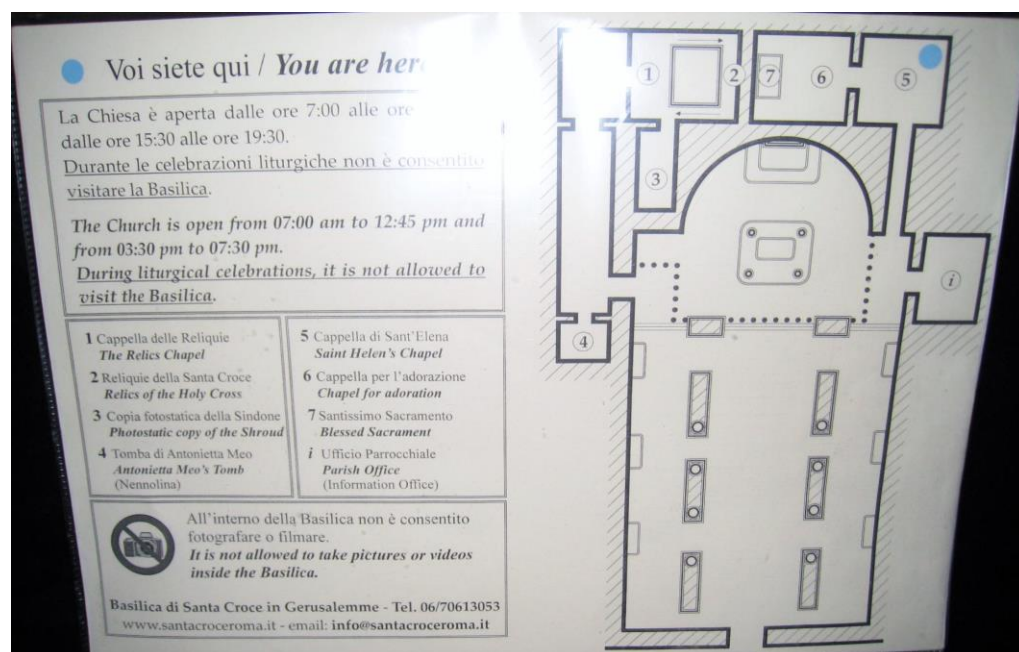 Voi siete qui / You are here
La Chiesa è aperta dalle ore 7:00 alle ore
dalle ore 15:30 alle ore 19:30.
Durante le celebrazioni liturgiche non è consentito
visitare la Basilica.
The Church is open from 07:00 am to 12:45 pm and
from 03:30 pm to 07:30 pm.
During liturgical celebrations, it is not allowed to
visit the Basilica.
1 Cappella delle Reliquie
The Relics Chapel
2 Reliquie della Santa Croce
Relics of the Holy Cross
3 Copia fotostatica della Sindone
Photostatic copy of the Shroud
4 Tomba di Antonietta Meo
Antonietta Meo's Tomb
(Nennolina)
5 Cappella di Sant'Elena
Saint Helen's Chapel
6 Cappella per l'adorazione
Chapel for adoration
7 Santissimo Sacramento
Blessed Sacrament
i Ufficio Parrocchiale
Parish Office
(Information Office)
All'interno della Basilica non è consentito
fotografare o filmare.
It is not allowed to take pictures or videos
inside the Basilica.
Basilica di Santa Croce in Gerusalemme - Tel. 06/70613053
www.santacroceroma.it - email: info@santacroceroma.it
1
2
7
6
5
3
i
4